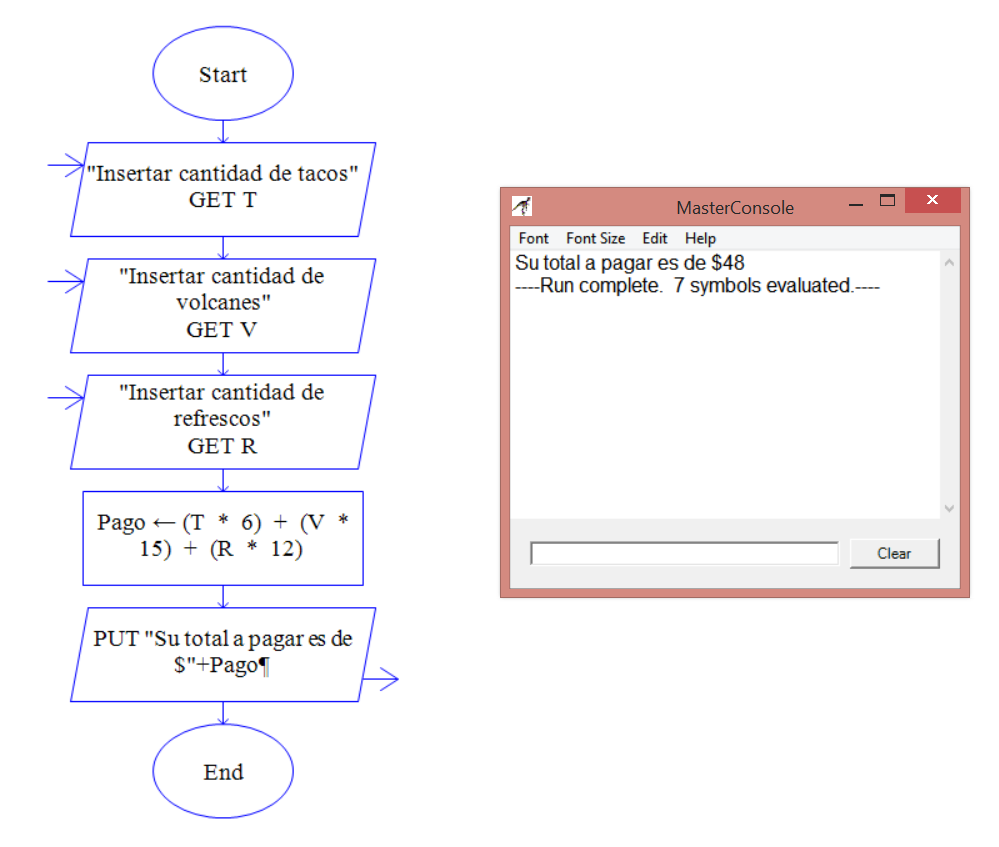 Start
"Insertar cantidad de tacos"
GET T
"Insertar cantidad de
volcanes"
GET V
"Insertar cantidad de
refrescos"
GET R
Pago ← (T * 6) + (V *
15) + (R * 12)
PUT "Su total a pagar es de
$"+Pago¶
End
MasterConsole
Font Font Size Edit Help
Su total a pagar es de $48
----Run complete. 7 symbols evaluated.----
Clear